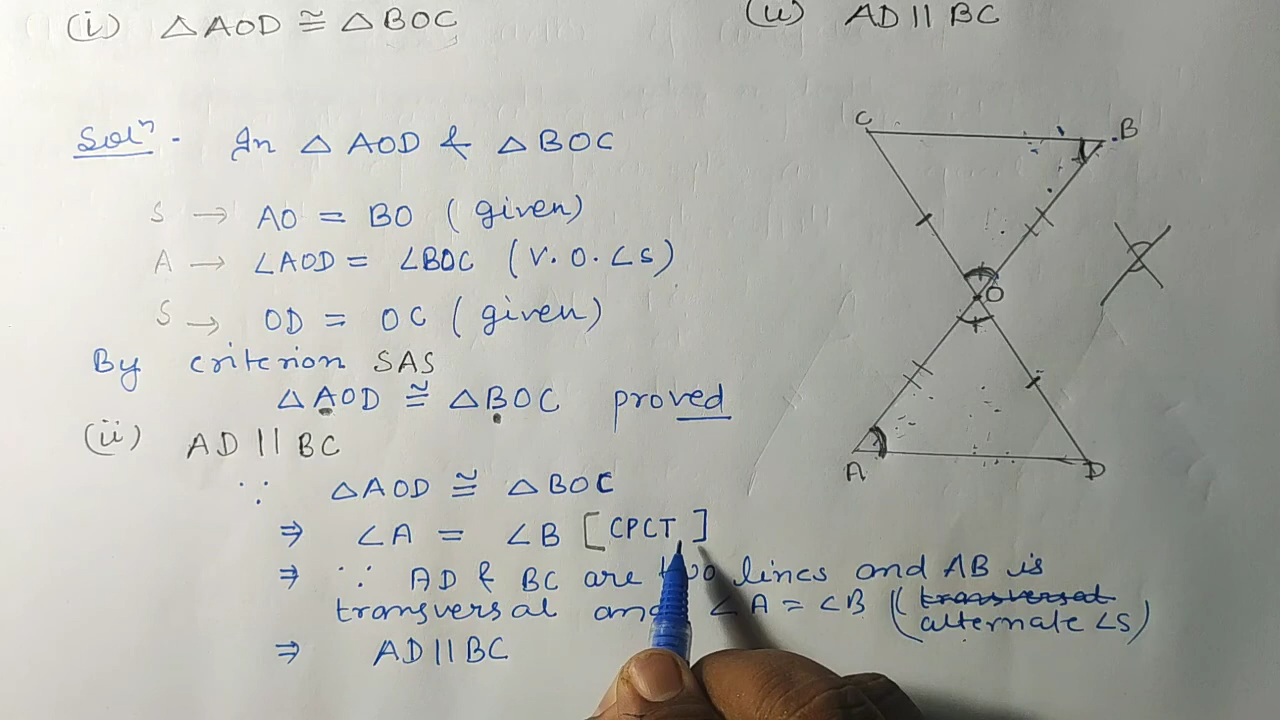 (i) △AOD ≅ △BOC (ii) AD || BC
Solⁿ. In △AOD & △BOC
S → AO = BO (given)
A → ∠AOD = ∠BOC (V.O.∠s)
S → OD = OC (given)
By criterion SAS
△AOD ≅ △BOC proved
(ii) AD || BC
∵ △AOD ≅ △BOC
⇒ ∠A = ∠B [CPCT]
⇒ ∵ AD & BC are two lines and AB is
transversal and ∠A = ∠B (transversal
alternate ∠s)
⇒ AD || BC
C
B
O
A
D